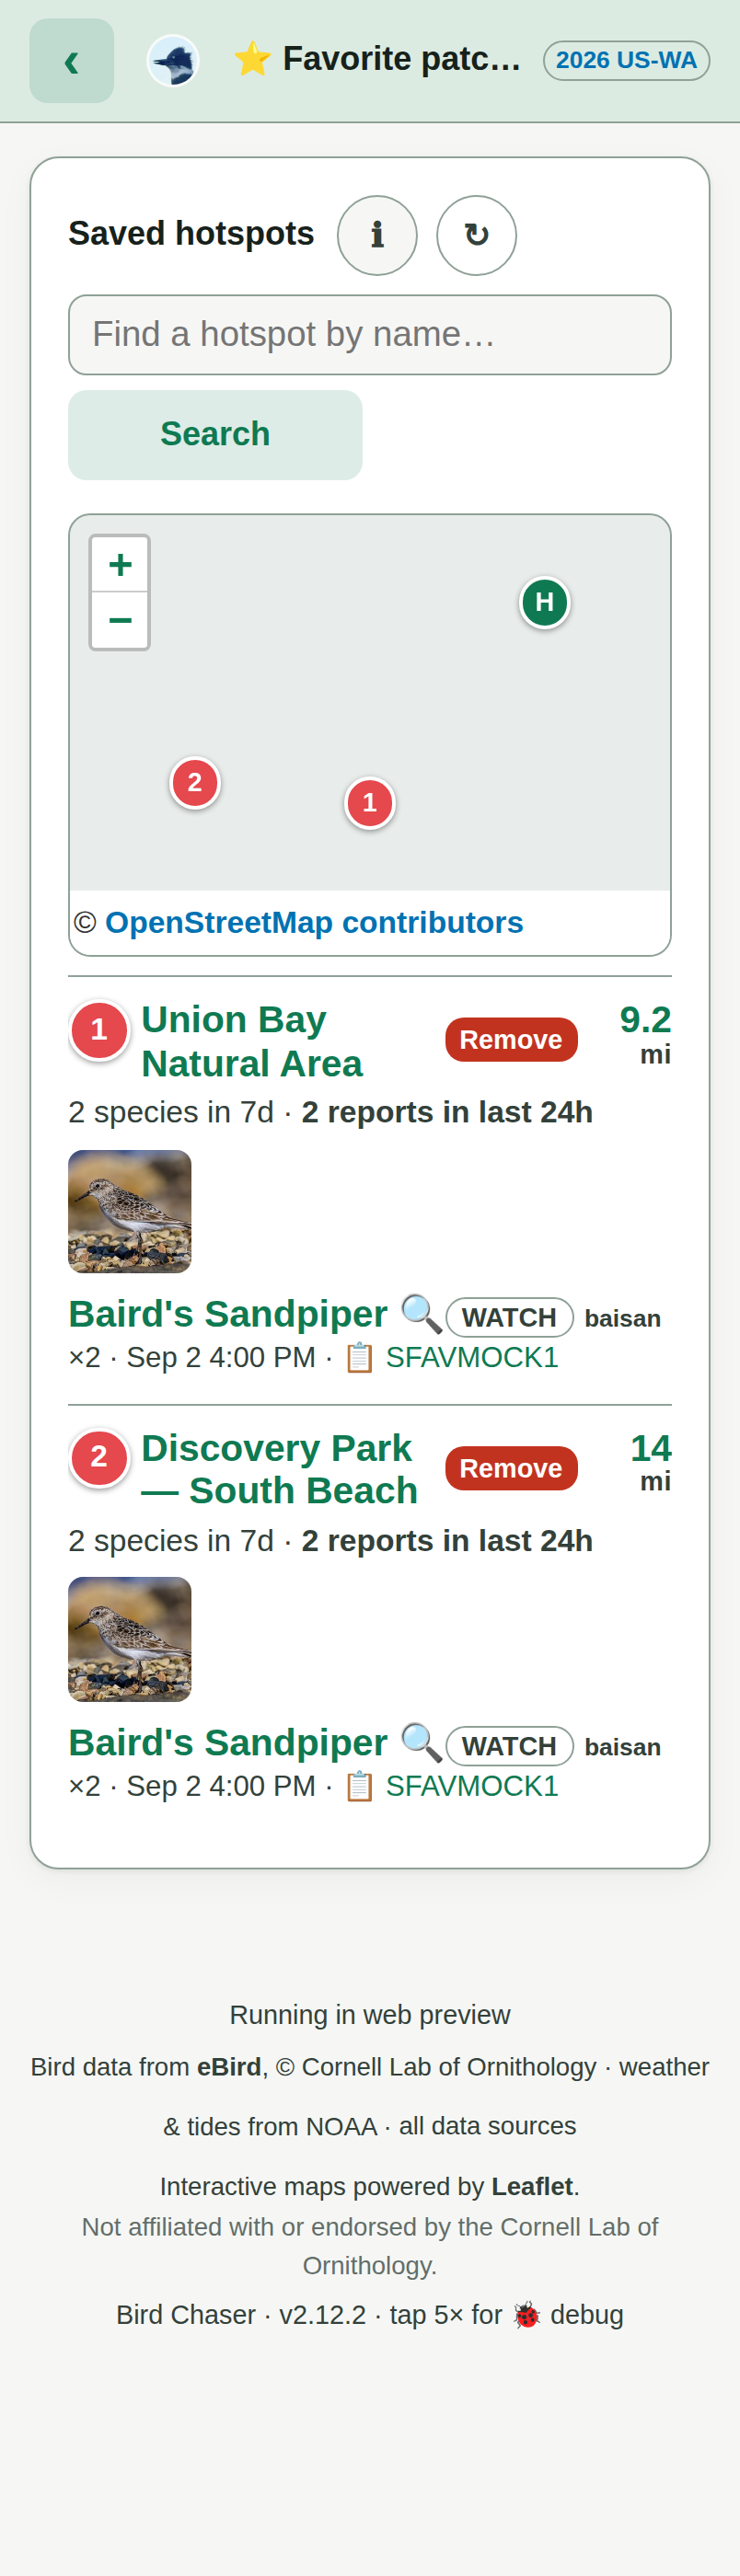 ‹ ⭐ Favorite patc… 2026 US-WA
Saved hotspots ℹ ↻
Find a hotspot by name…
Search
+
−
H
2
1
© OpenStreetMap contributors
1 Union Bay Natural Area Remove 9.2 mi
2 species in 7d · 2 reports in last 24h
Baird's Sandpiper 🔍 WATCH baisan
×2 · Sep 2 4:00 PM · 📋 SFAVMOCK1
2 Discovery Park — South Beach Remove 14 mi
2 species in 7d · 2 reports in last 24h
Baird's Sandpiper 🔍 WATCH baisan
×2 · Sep 2 4:00 PM · 📋 SFAVMOCK1
Running in web preview
Bird data from eBird, © Cornell Lab of Ornithology · weather
& tides from NOAA · all data sources
Interactive maps powered by Leaflet.
Not affiliated with or endorsed by the Cornell Lab of
Ornithology.
Bird Chaser · v2.12.2 · tap 5× for 🐞 debug